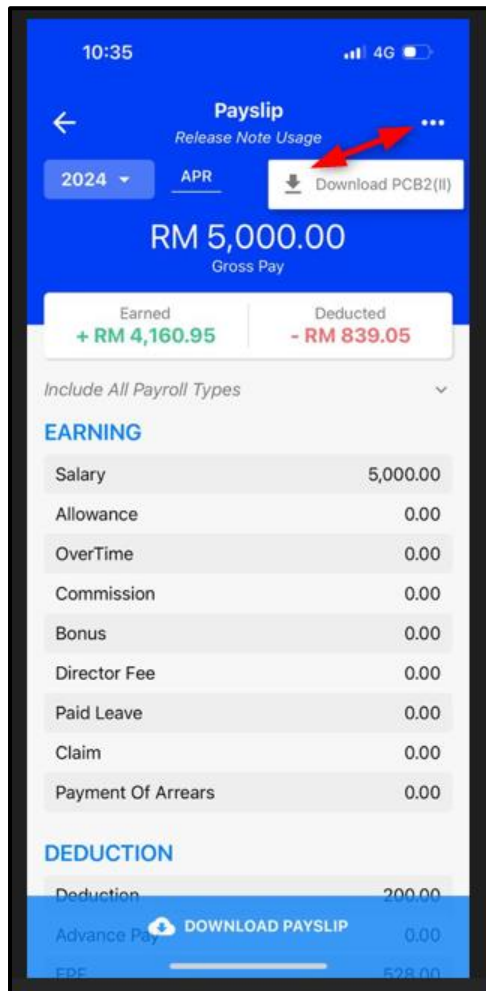 10:35 4G
Payslip
Release Note Usage
2024 APR Download PCB2(II)
RM 5,000.00
Gross Pay
Earned Deducted
+ RM 4,160.95 - RM 839.05
Include All Payroll Types
EARNING
Salary 5,000.00
Allowance 0.00
OverTime 0.00
Commission 0.00
Bonus 0.00
Director Fee 0.00
Paid Leave 0.00
Claim 0.00
Payment Of Arrears 0.00
DEDUCTION
Deduction 200.00
DOWNLOAD PAYSLIP
Advance Pay 0.00
EPF 528.00